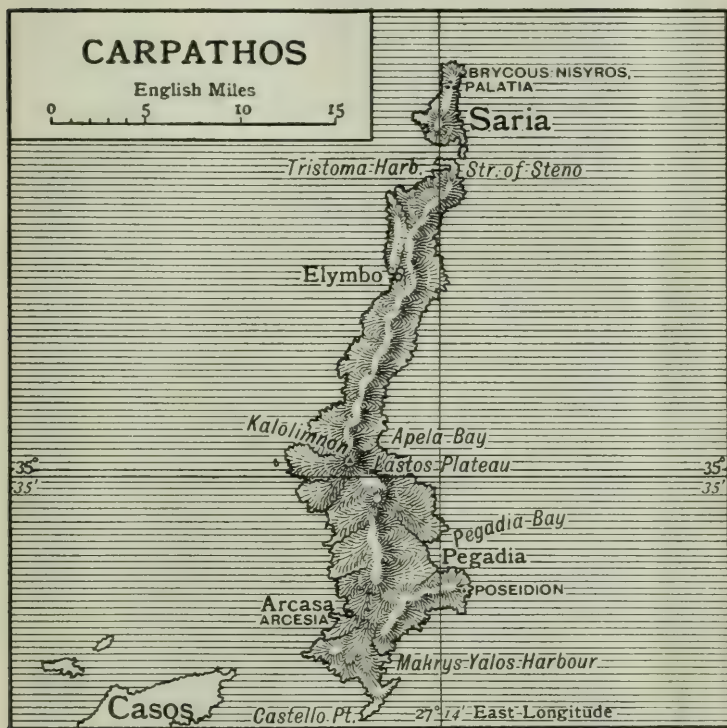 CARPATHOS
English Miles
0 5 10 15
BRYCOUS NISYROS,
PALATIA
Saria
Tristoma Harb.
Str. of Steno
Elymbo
Kalolimnon
Apela Bay
Lastos Plateau
35°
35'
35°
35'
Pegadia Bay
Pegadia
POSEIDION
Arcasa
ARCESIA
Makrys Yalos Harbour
Casos
Castello Pt.
27° 14' East Longitude